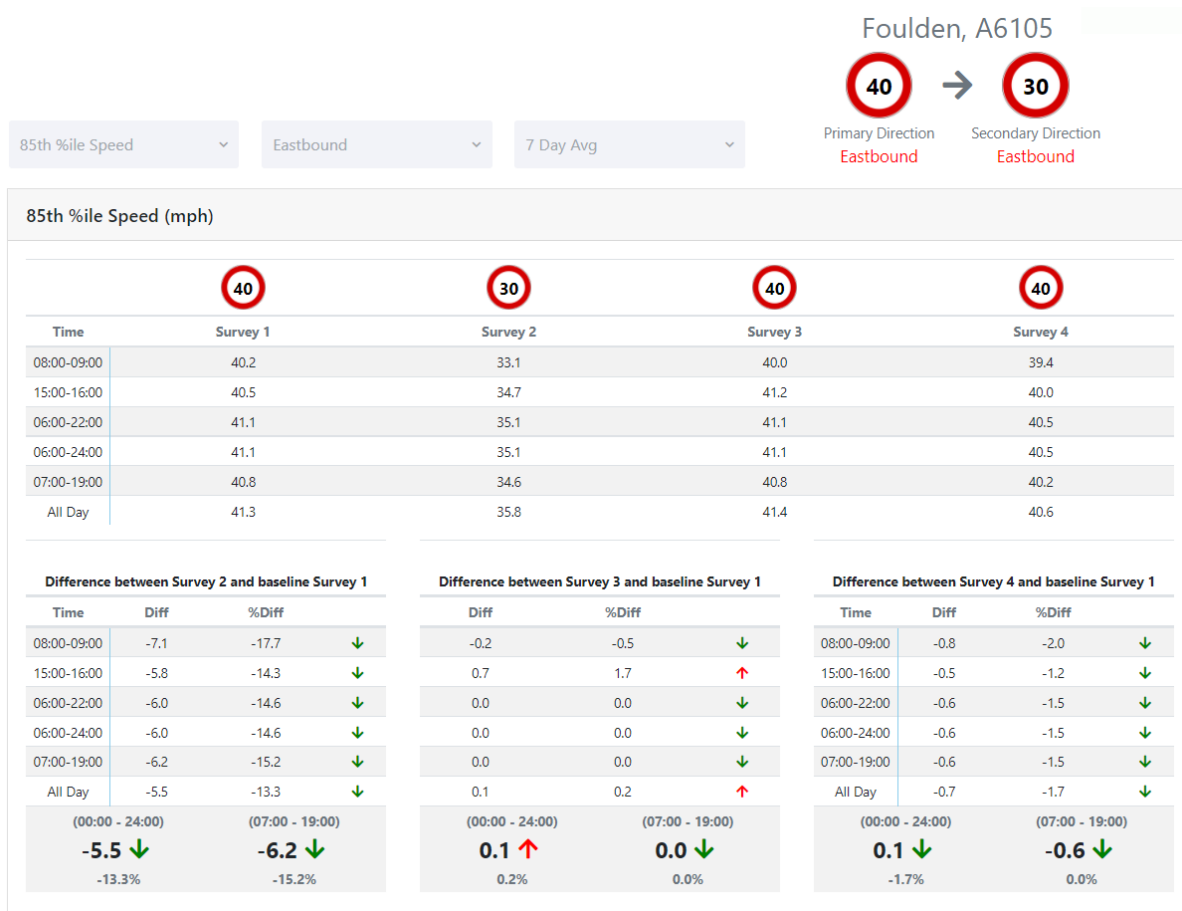 Foulden, A6105
40 30
Primary Direction Secondary Direction
Eastbound Eastbound
85th %ile Speed Eastbound 7 Day Avg
85th %ile Speed (mph)
40 30 40 40
Time Survey 1 Survey 2 Survey 3 Survey 4
08:00-09:00 40.2 33.1 40.0 39.4
15:00-16:00 40.5 34.7 41.2 40.0
06:00-22:00 41.1 35.1 41.1 40.5
06:00-24:00 41.1 35.1 41.1 40.5
07:00-19:00 40.8 34.6 40.8 40.2
All Day 41.3 35.8 41.4 40.6
Difference between Survey 2 and baseline Survey 1
Time Diff %Diff
08:00-09:00 -7.1 -17.7 ↓
15:00-16:00 -5.8 -14.3 ↓
06:00-22:00 -6.0 -14.6 ↓
06:00-24:00 -6.0 -14.6 ↓
07:00-19:00 -6.2 -15.2 ↓
All Day -5.5 -13.3 ↓
(00:00 - 24:00) (07:00 - 19:00)
-5.5 ↓ -6.2 ↓
-13.3% -15.2%
Difference between Survey 3 and baseline Survey 1
Diff %Diff
-0.2 -0.5 ↓
0.7 1.7 ↑
0.0 0.0 ↓
0.0 0.0 ↓
0.0 0.0 ↓
0.1 0.2 ↑
(00:00 - 24:00) (07:00 - 19:00)
0.1 ↑ 0.0 ↓
0.2% 0.0%
Difference between Survey 4 and baseline Survey 1
Time Diff %Diff
08:00-09:00 -0.8 -2.0 ↓
15:00-16:00 -0.5 -1.2 ↓
06:00-22:00 -0.6 -1.5 ↓
06:00-24:00 -0.6 -1.5 ↓
07:00-19:00 -0.6 -1.5 ↓
All Day -0.7 -1.7 ↓
(00:00 - 24:00) (07:00 - 19:00)
0.1 ↓ -0.6 ↓
-1.7% 0.0%